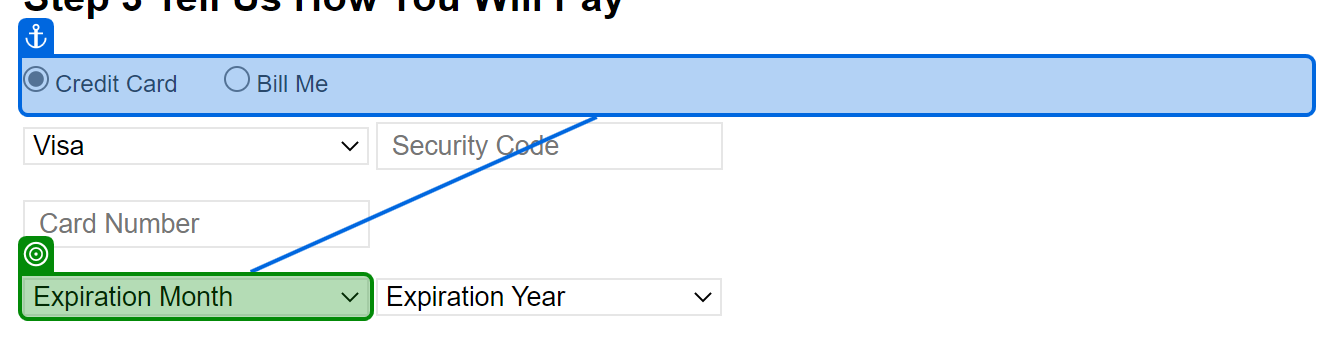 Step 3 Tell Us How You Will Pay
Credit Card Bill Me
Visa Security Code
Card Number
Expiration Month Expiration Year